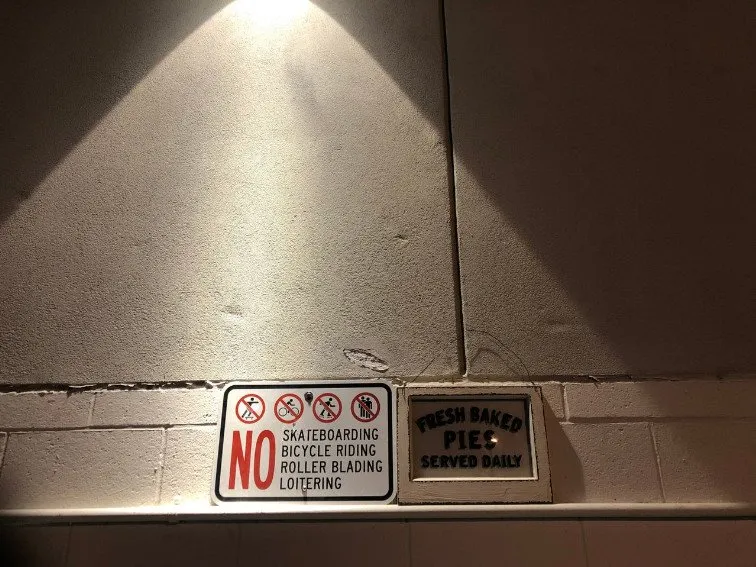 NO
SKATEBOARDING
BICYCLE RIDING
ROLLER BLADING
LOITERING
FRESH BAKED
PIES
SERVED DAILY